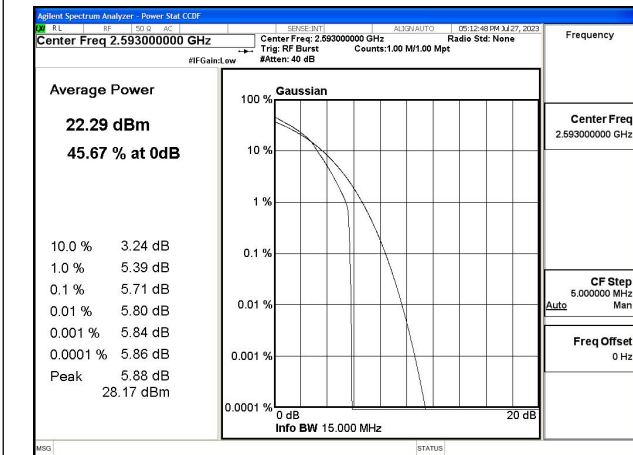 Agilent Spectrum Analyzer - Power Stat CCDF
RL RF 50 Ω AC SENSE:INT ALIGN AUTO 05:12:48 PM Jul 27, 2023
Center Freq 2.593000000 GHz
Center Freq: 2.593000000 GHz Radio Std: None
Trig: RF Burst Counts:1.00 M/1.00 Mpt
#IFGain:Low #Atten: 40 dB
Frequency
Average Power
22.29 dBm
45.67 % at 0dB
10.0 % 3.24 dB
1.0 % 5.39 dB
0.1 % 5.71 dB
0.01 % 5.80 dB
0.001 % 5.84 dB
0.0001 % 5.86 dB
Peak 5.88 dB
28.17 dBm
Gaussian
100 %
10 %
1 %
0.1 %
0.01 %
0.001 %
0.0001 %
0 dB 20 dB
Info BW 15.000 MHz
Center Freq
2.593000000 GHz
CF Step
5.000000 MHz
Auto Man
Freq Offset
0 Hz
MSG STATUS